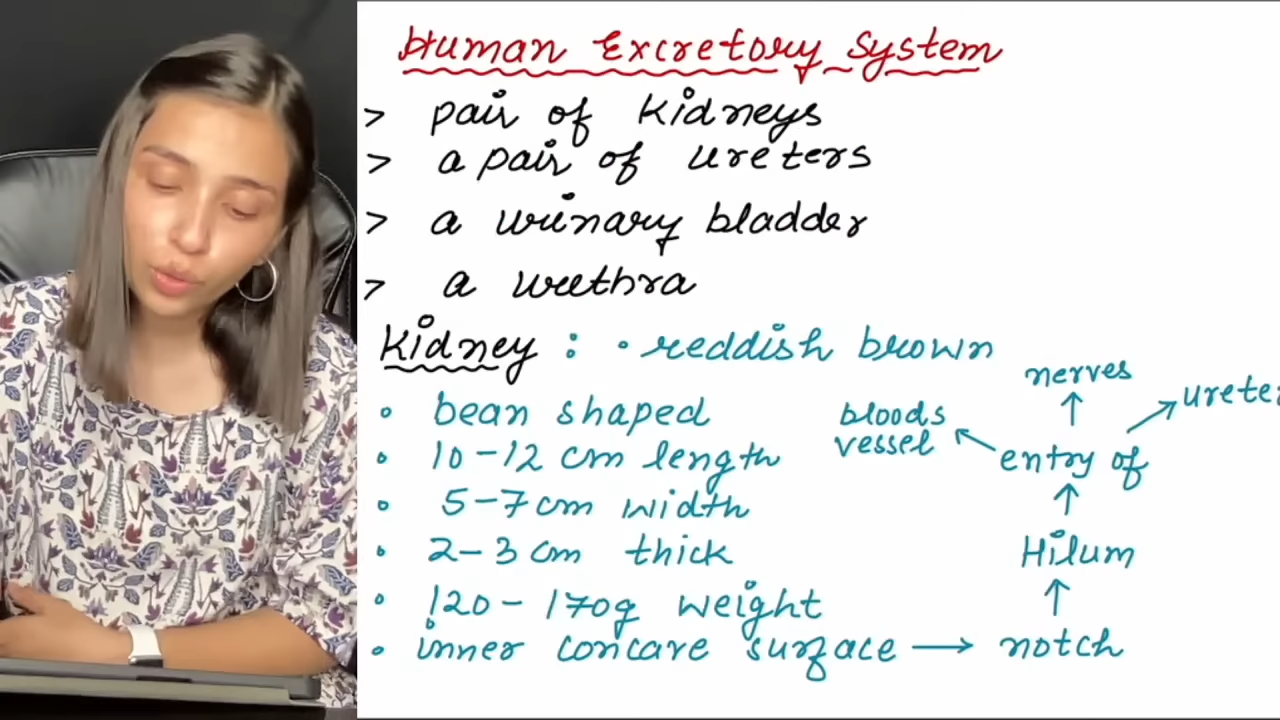 Human Excretory System
> pair of kidneys
> a pair of ureters
> a urinary bladder
> a urethra
Kidney : • reddish brown
• bean shaped
• 10-12 cm length
• 5-7cm width
• 2-3 cm thick
• 120-170g weight
• inner concave surface → notch
↑
Hilum
↑
entry of
bloods
vessel
nerves
ureter